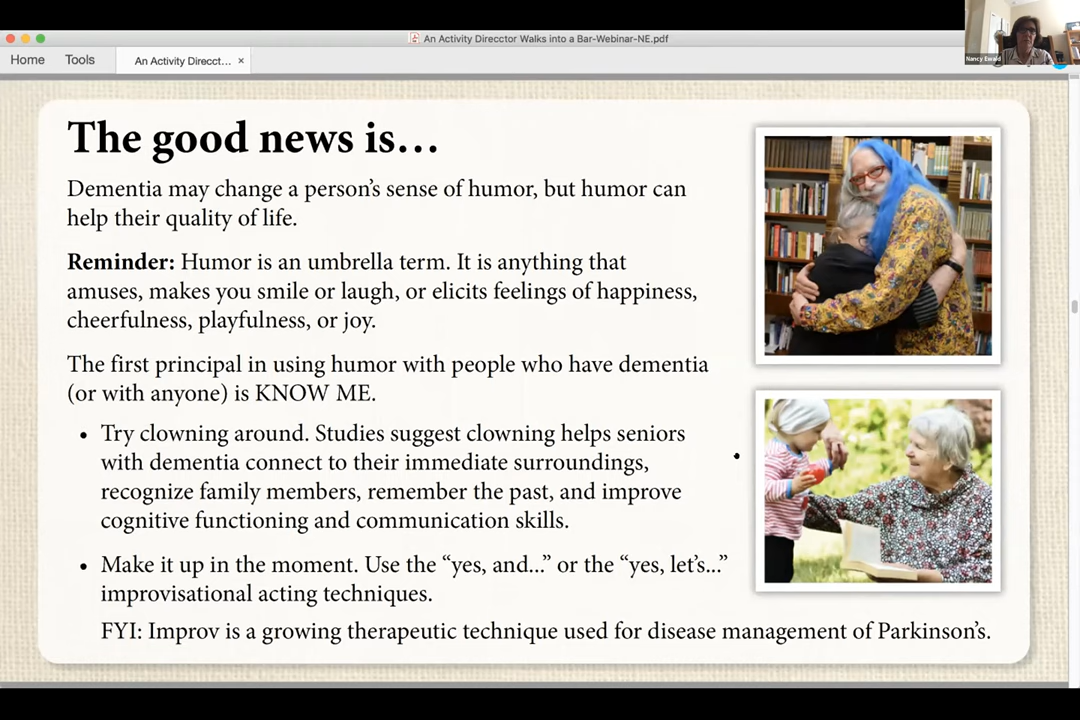 An Activity Direcctor Walks into a Bar-Webinar-NE.pdf
Home Tools An Activity Direcct... ×
Nancy Ewald
The good news is…
Dementia may change a person’s sense of humor, but humor can
help their quality of life.
Reminder: Humor is an umbrella term. It is anything that
amuses, makes you smile or laugh, or elicits feelings of happiness,
cheerfulness, playfulness, or joy.
The first principal in using humor with people who have dementia
(or with anyone) is KNOW ME.
• Try clowning around. Studies suggest clowning helps seniors
with dementia connect to their immediate surroundings,
recognize family members, remember the past, and improve
cognitive functioning and communication skills.
• Make it up in the moment. Use the “yes, and...” or the “yes, let’s...”
improvisational acting techniques.
FYI: Improv is a growing therapeutic technique used for disease management of Parkinson’s.